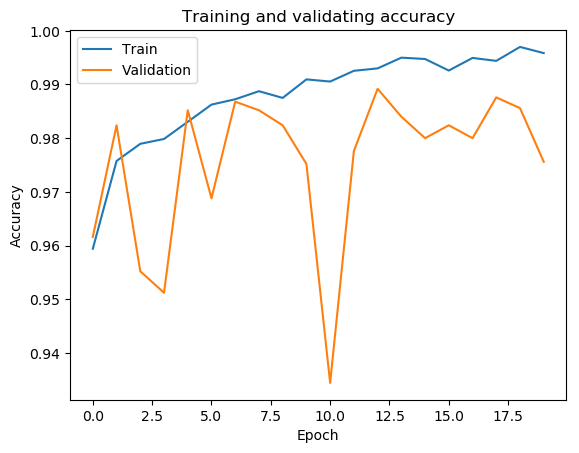 Training and validating accuracy
1.00
Train
Validation
0.99
0.98
0.97
0.96
0.95
0.94
Accuracy
0.0 2.5 5.0 7.5 10.0 12.5 15.0 17.5
Epoch